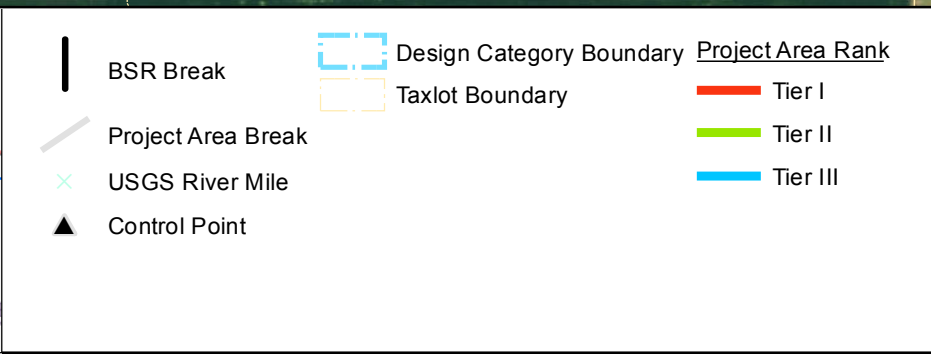 BSR Break
Project Area Break
USGS River Mile
Control Point
Design Category Boundary
Taxlot Boundary
Project Area Rank
Tier I
Tier II
Tier III